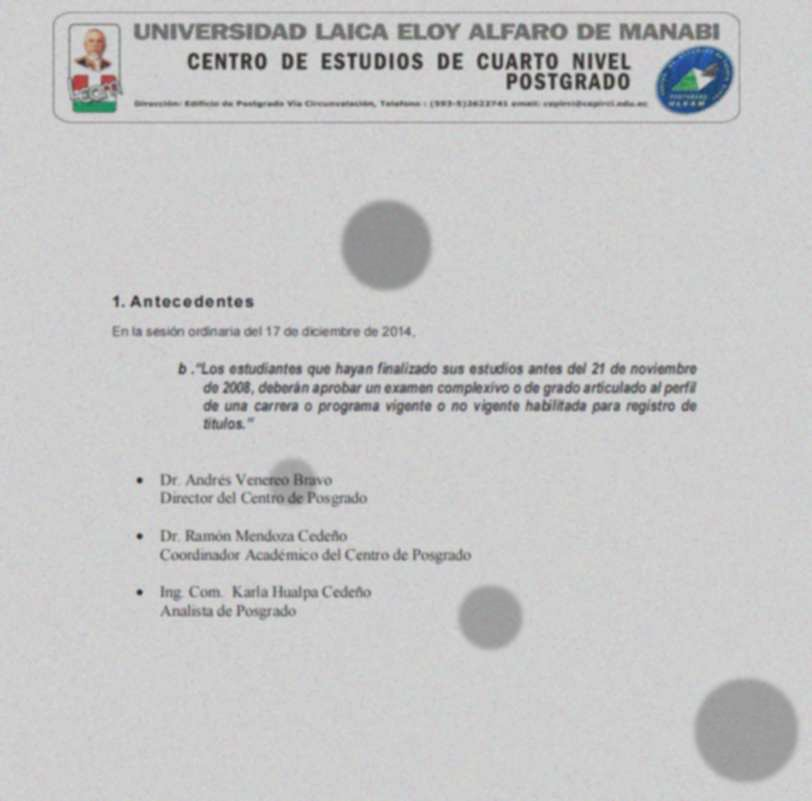 UNIVERSIDAD LAICA ELOY ALFARO DE MANABI
CENTRO DE ESTUDIOS DE CUARTO NIVEL
POSTGRADO
Dirección: Edificio de Postgrado Via Circunvalación, Telefono : (593-5)2622741 email: cepirci@cepirci.edu.ec
1. Antecedentes
En la sesión ordinaria del 17 de diciembre de 2014,
b ."Los estudiantes que hayan finalizado sus estudios antes del 21 de noviembre
de 2008, deberán aprobar un examen complexivo o de grado articulado al perfil
de una carrera o programa vigente o no vigente habilitada para registro de
títulos."
• Dr. Andrés Venereo Bravo
Director del Centro de Posgrado
• Dr. Ramón Mendoza Cedeño
Coordinador Académico del Centro de Posgrado
• Ing. Com. Karla Hualpa Cedeño
Analista de Posgrado